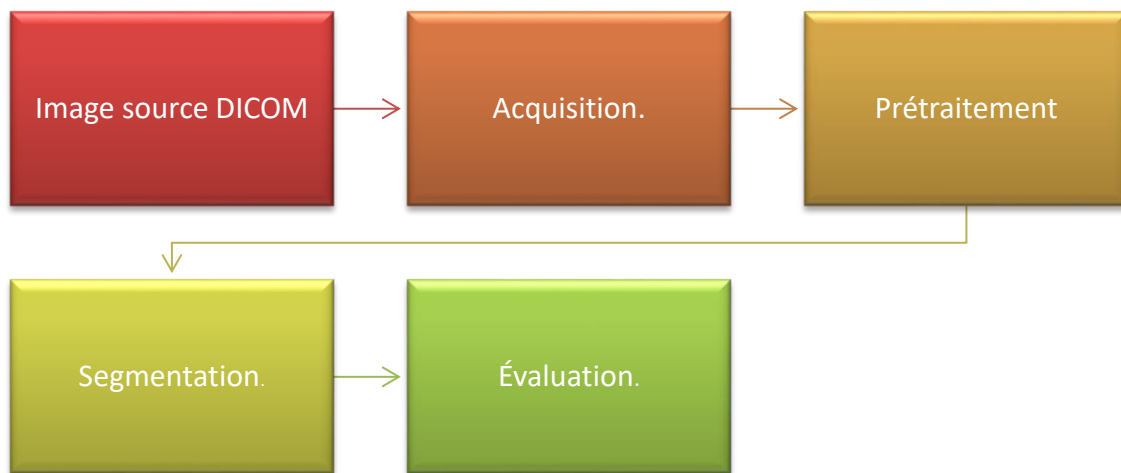 Image source DICOM
Acquisition.
Prétraitement
Segmentation.
Évaluation.